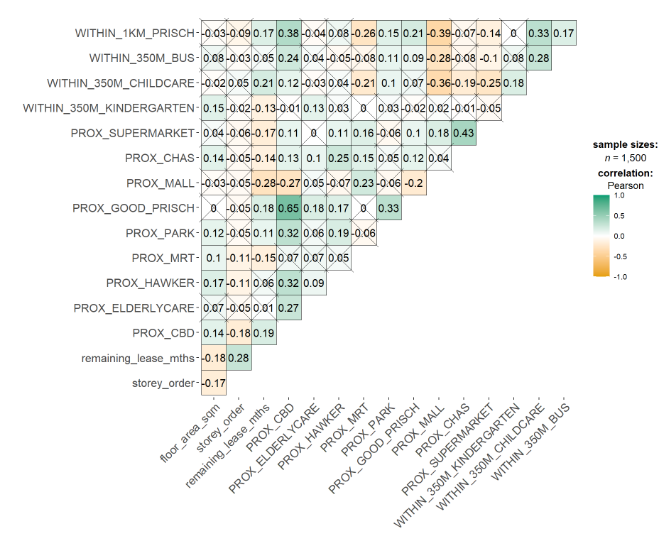 WITHIN_1KM_PRISCH -0.03 -0.09 0.17 0.38 -0.04 0.08 -0.26 0.15 0.21 -0.39 -0.07 -0.14 0 0.33 0.17
WITHIN_350M_BUS 0.08 -0.03 0.05 0.24 0.04 -0.05 -0.08 0.11 0.09 -0.28 -0.08 -0.1 0.08 0.28
WITHIN_350M_CHILDCARE -0.02 0.05 0.21 0.12 -0.03 0.04 -0.21 0.1 0.07 -0.36 -0.19 -0.25 0.18
WITHIN_350M_KINDERGARTEN 0.15 -0.02 -0.13 -0.01 0.13 0.03 0 0.03 -0.03 -0.02 -0.01 -0.05
PROX_SUPERMARKET 0.04 -0.06 -0.17 0.11 0 0.11 0.16 -0.06 0.1 0.18 0.43
PROX_CHAS 0.14 -0.05 -0.14 0.13 0.1 0.25 0.15 0.05 0.12 0.04
PROX_MALL -0.03 -0.05 -0.28 -0.27 0.05 -0.07 0.23 -0.06 -0.2
PROX_GOOD_PRISCH 0 -0.05 0.18 0.65 0.18 0.17 0 0.33
PROX_PARK 0.12 -0.05 0.11 0.32 0.06 0.19 -0.06
PROX_MRT 0.1 -0.11 -0.15 0.07 0.07 0.05
PROX_HAWKER 0.17 -0.11 0.06 0.32 0.09
PROX_ELDERLYCARE 0.07 -0.05 0.01 0.27
PROX_CBD 0.14 -0.18 0.19
remaining_lease_mths -0.18 0.28
storey_order -0.17
floor_area_sqm
storey_order
remaining_lease_mths
PROX_CBD
PROX_ELDERLYCARE
PROX_HAWKER
PROX_MRT
PROX_PARK
PROX_GOOD_PRISCH
PROX_MALL
PROX_CHAS
PROX_SUPERMARKET
WITHIN_350M_KINDERGARTEN
WITHIN_350M_CHILDCARE
WITHIN_350M_BUS
sample sizes:
n = 1,500
correlation:
Pearson
1.0
0.5
0.0
-0.5
-1.0